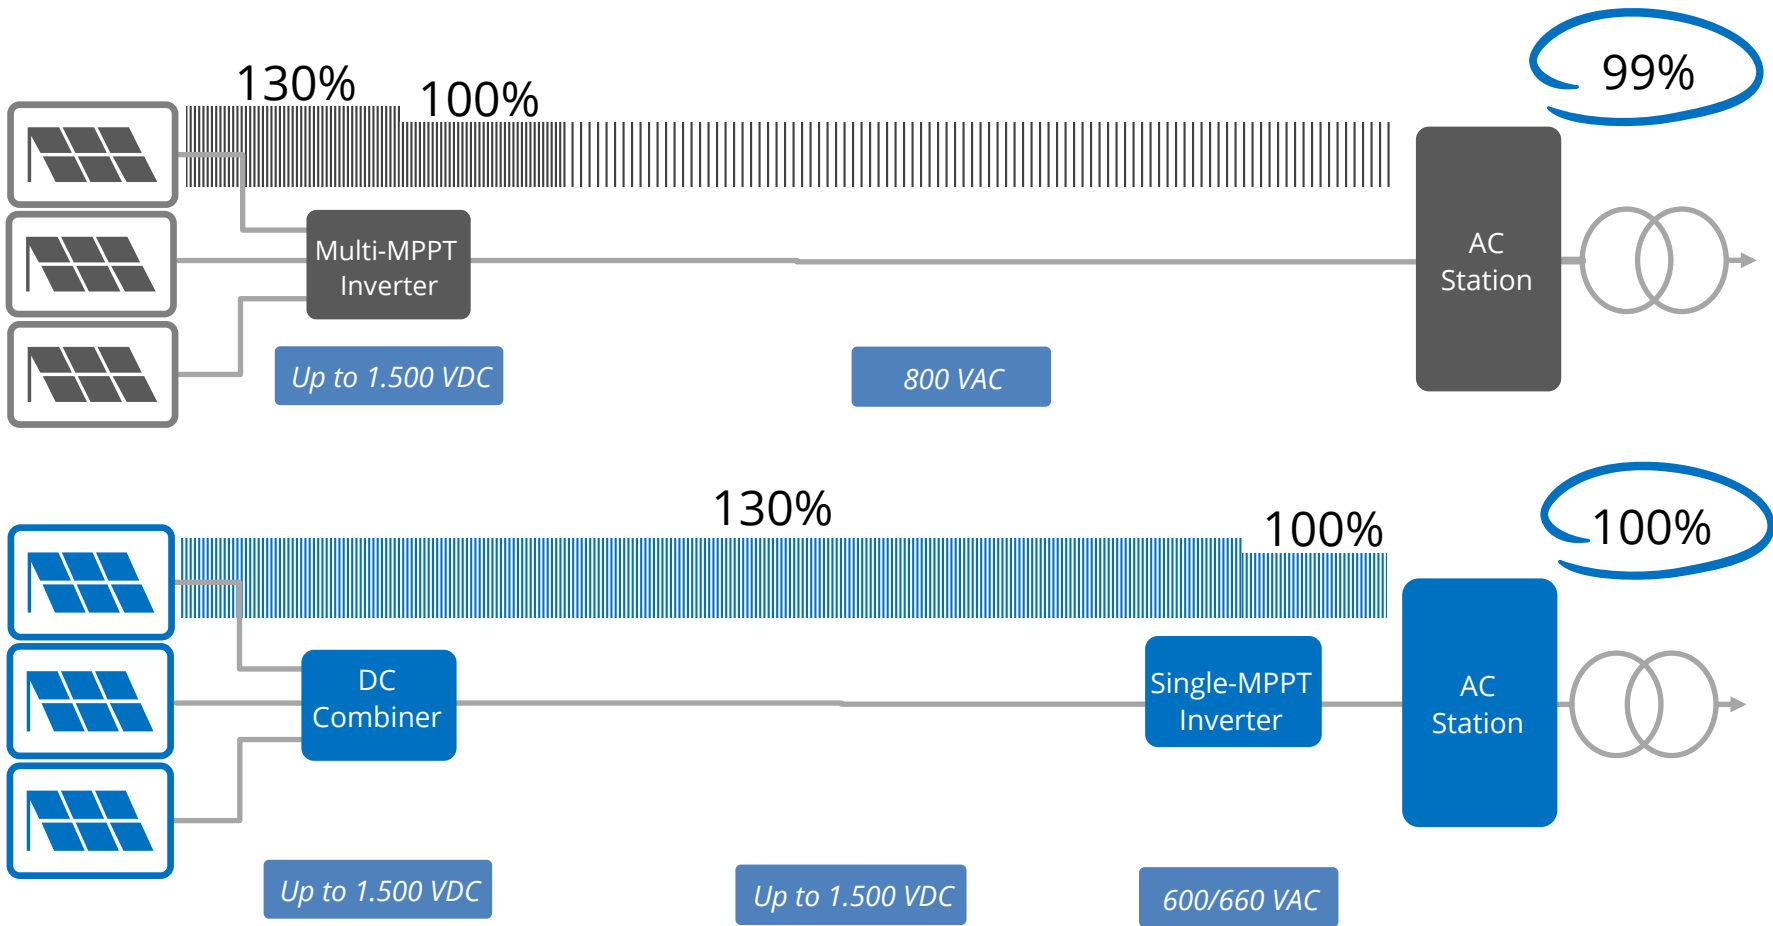 130%
100%
99%
Multi-MPPT
Inverter
AC
Station
Up to 1.500 VDC
800 VAC
130%
100%
100%
DC
Combiner
Single-MPPT
Inverter
AC
Station
Up to 1.500 VDC
Up to 1.500 VDC
600/660 VAC